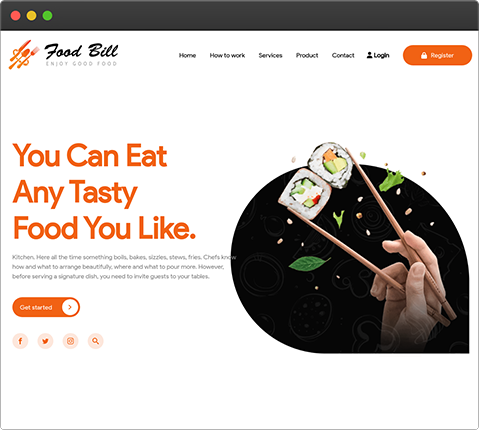 Food Bill
ENJOY GOOD FOOD
Home How to work Services Product Contact Login Register
You Can Eat
Any Tasty
Food You Like.
Kitchen. Here all the time something boils, bakes, sizzles, stews, fries. Chefs know
how and what to arrange beautifully, where and what to pour more. However,
before serving a signature dish, you need to invite guests to your tables.
Get started